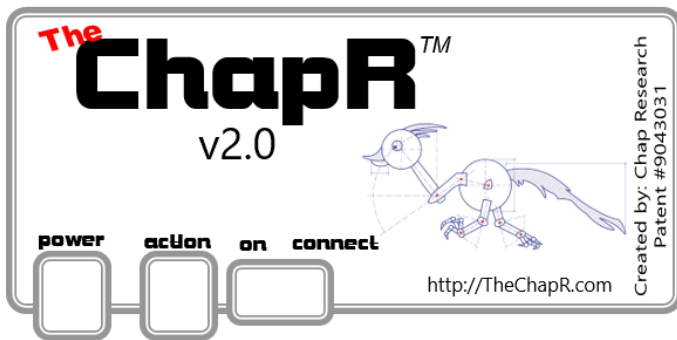 The
ChapR™
v2.0
power action on connect
http://TheChapR.com
Created by: Chap Research
Patent #9043031